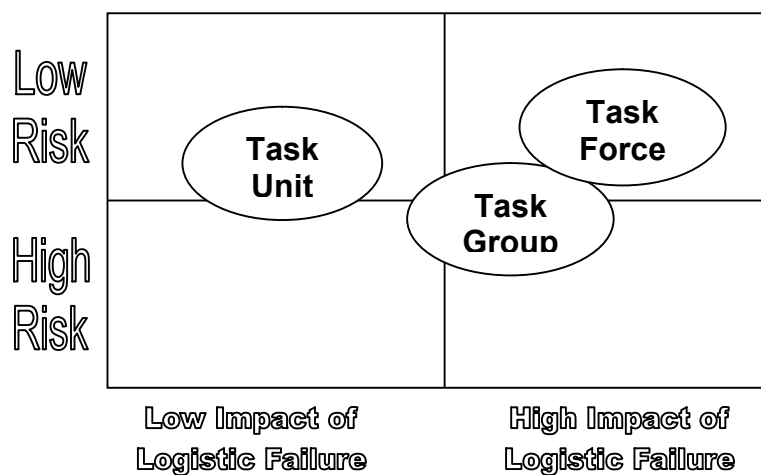 Low
Risk
Task
Unit
Task
Force
Task
Group
High
Risk
Low Impact of
Logistic Failure
High Impact of
Logistic Failure